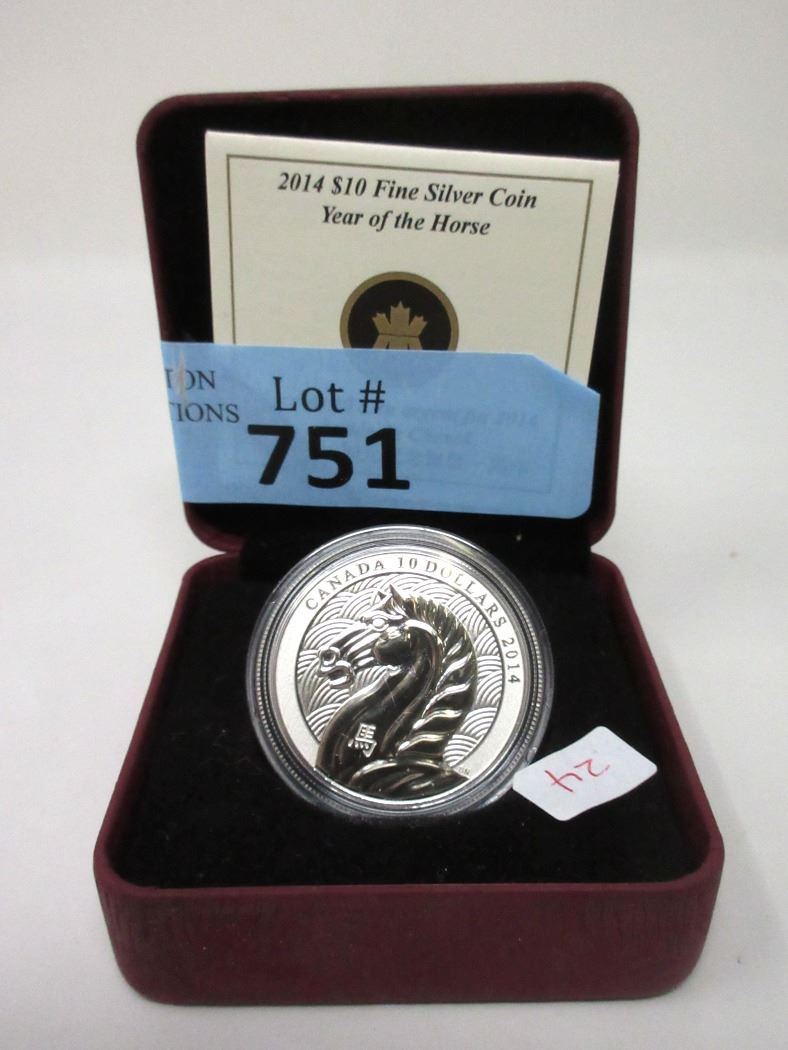 2014 $10 Fine Silver Coin
Year of the Horse
TON
TIONS
Lot #
751
2014
CANADA 10 DOLLARS 2014
馬
24